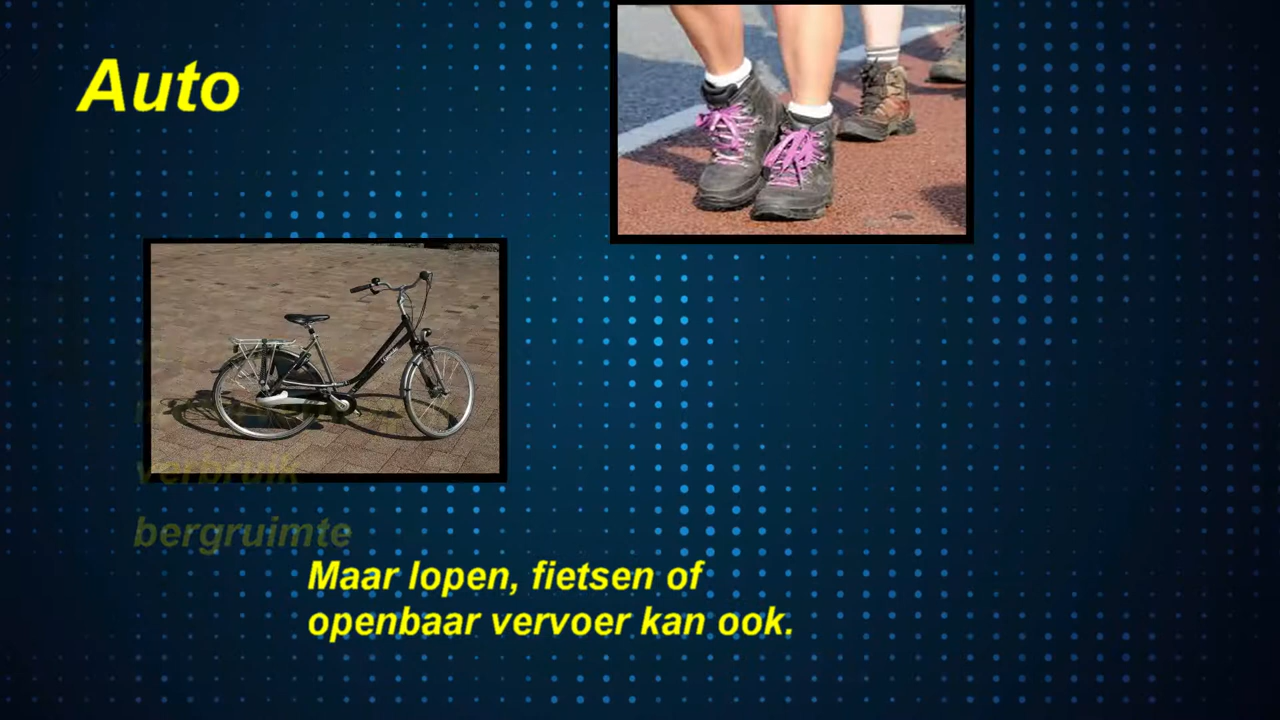 Auto
verbruik
bergruimte
Maar lopen, fietsen of
openbaar vervoer kan ook.